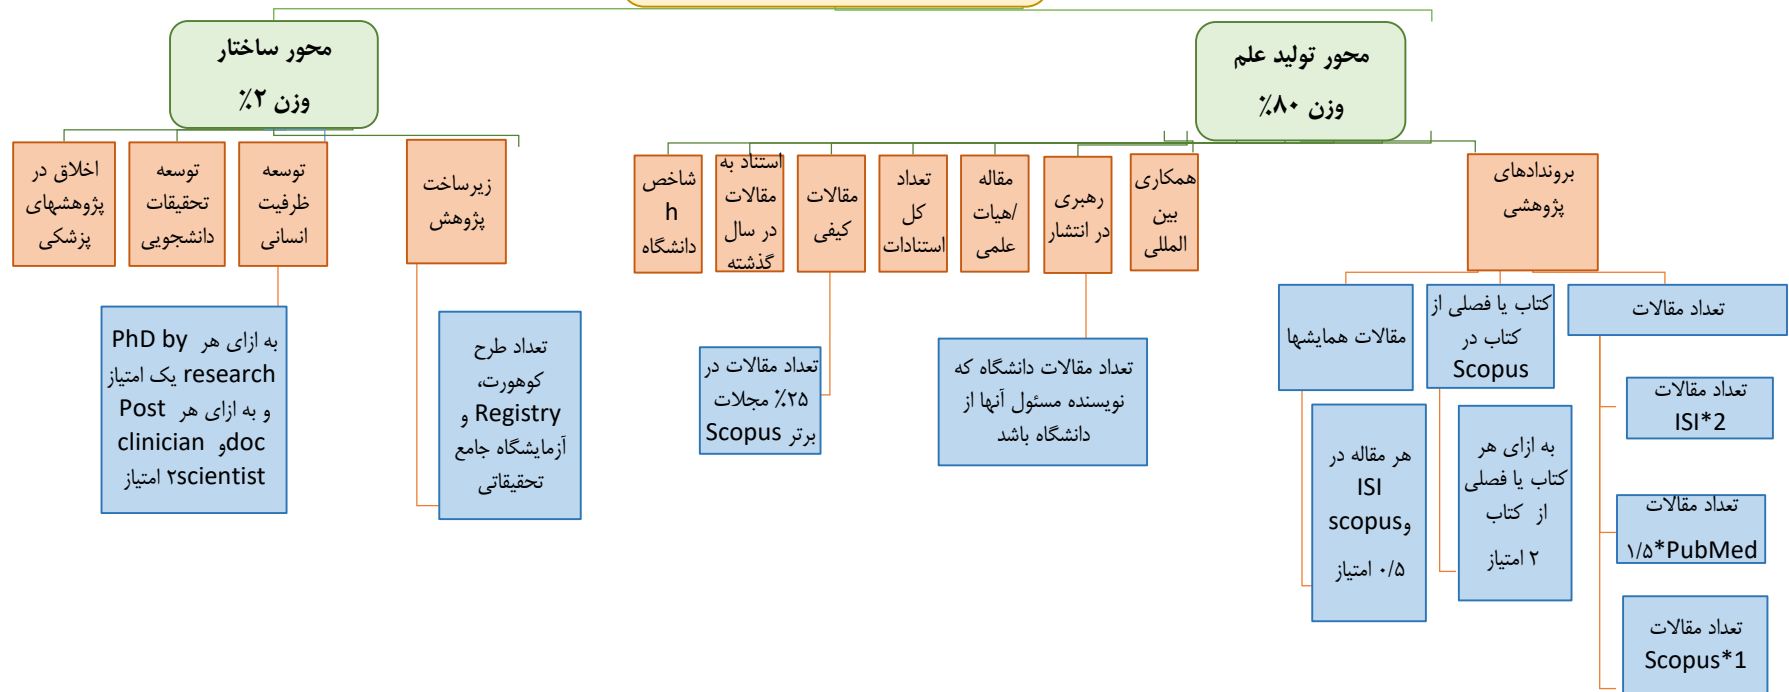 محور تولید علم
وزن ۸۰٪
محور ساختار
وزن ۲٪
بروندادهای
پژوهشی
همکاری
بین
المللی
رهبری
در انتشار
مقاله
/هیات
علمی
تعداد
کل
استنادات
مقالات
کیفی
استناد به
مقالات
در سال
گذشته
شاخص
h
دانشگاه
زیرساخت
پژوهش
توسعه
ظرفیت
انسانی
توسعه
تحقیقات
دانشجویی
اخلاق در
پژوهشهای
پزشکی
تعداد مقالات
کتاب یا فصلی از
کتاب در
Scopus
مقالات همایشها
تعداد مقالات
ISI*2
تعداد مقالات
PubMed*۱/۵
تعداد مقالات
Scopus*1
به ازای هر
کتاب یا فصلی
از کتاب
۲ امتیاز
هر مقاله در
ISI
وscopus
۰/۵ امتیاز
تعداد مقالات دانشگاه که
نویسنده مسئول آنها از
دانشگاه باشد
تعداد مقالات در
۲۵٪ مجلات
برتر Scopus
تعداد طرح
کوهورت،
Registry و
آزمایشگاه جامع
تحقیقاتی
به ازای هر PhD by
research یک امتیاز
و به ازای هر Post
doc و clinician
scientist۲ امتیاز